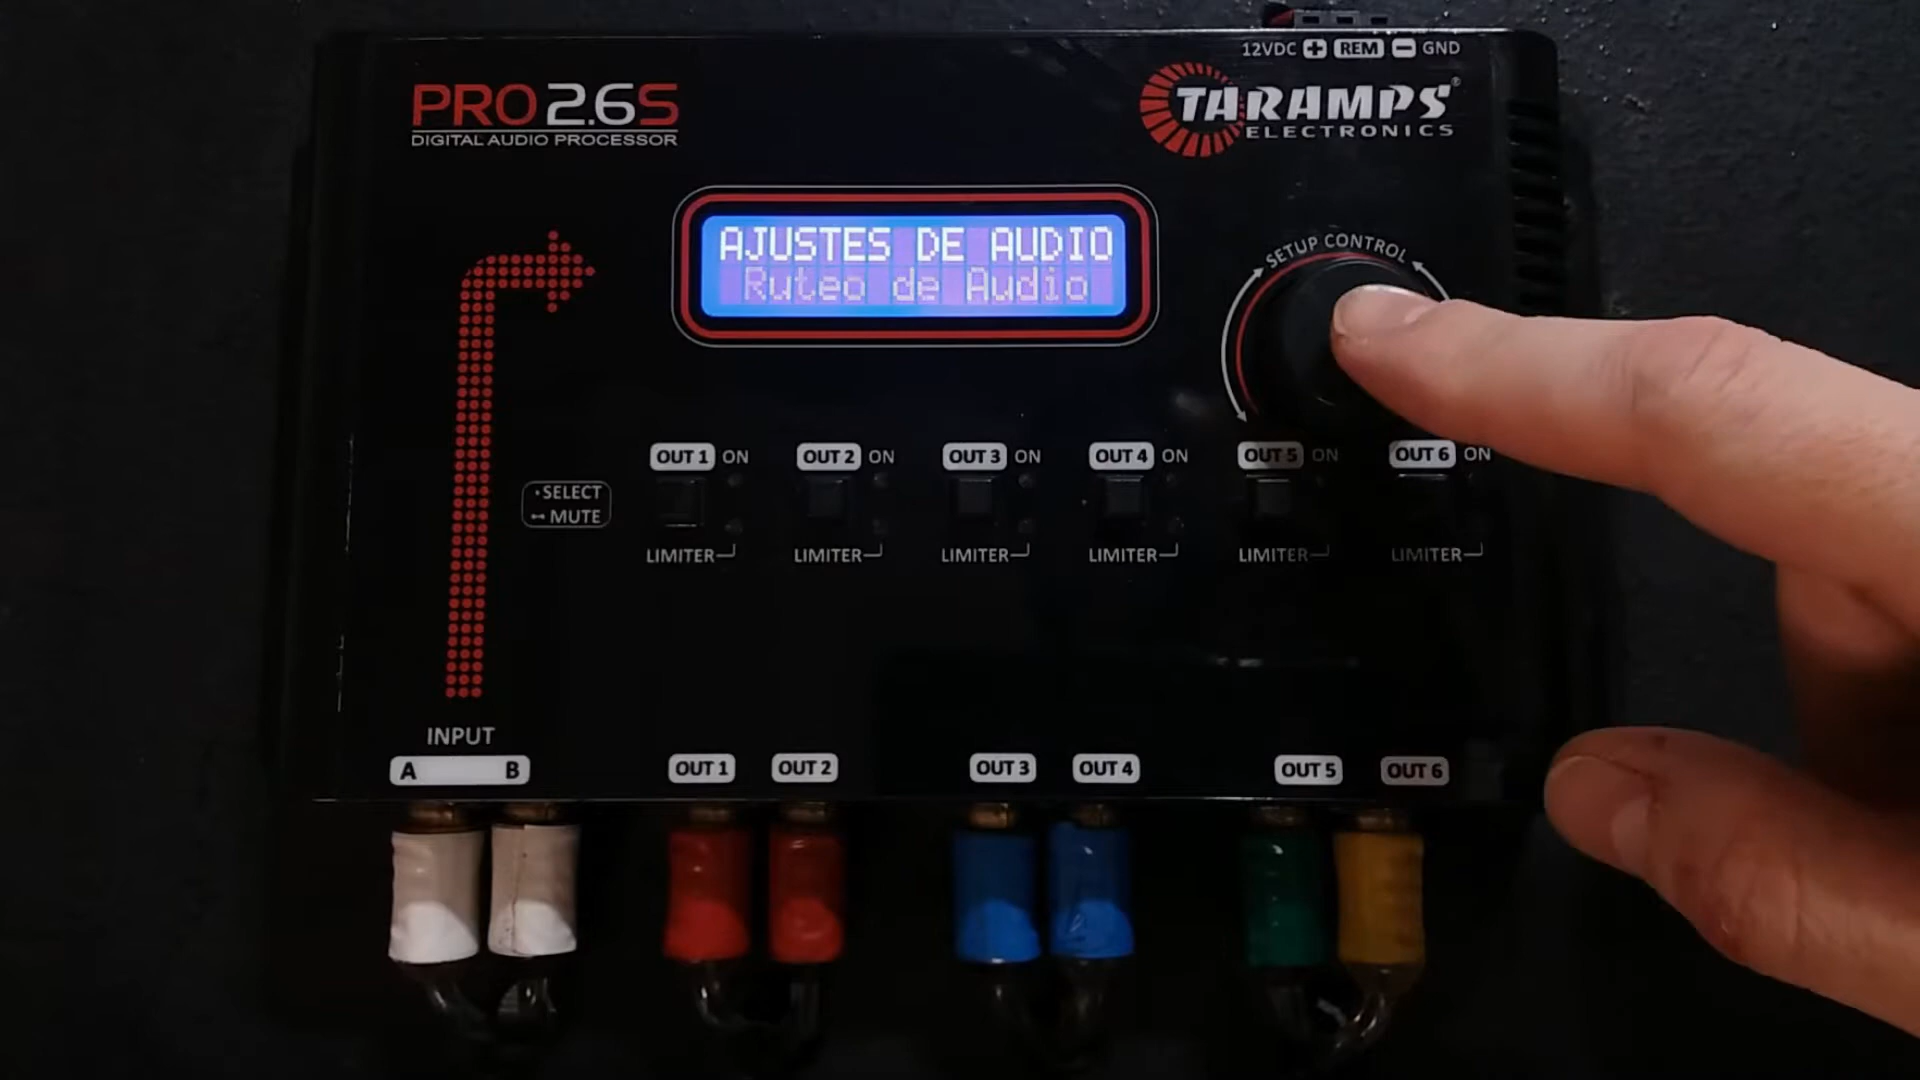 12VDC + REM - GND
PRO 2.6S
DIGITAL AUDIO PROCESSOR
TARAMPS®
ELECTRONICS
AJUSTES DE AUDIO
Ruteo de Audio
SETUP CONTROL
OUT 1 ON OUT 2 ON OUT 3 ON OUT 4 ON OUT 5 ON OUT 6 ON
SELECT
MUTE
LIMITER LIMITER LIMITER LIMITER LIMITER LIMITER
INPUT
A B OUT 1 OUT 2 OUT 3 OUT 4 OUT 5 OUT 6